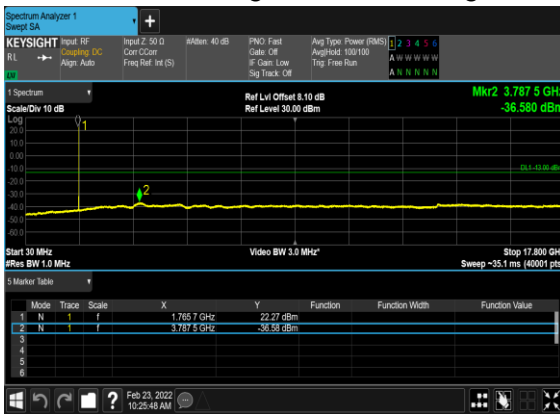 Spectrum Analyzer 1
Swept SA
KEYSIGHT Input: RF Input Z: 50 Ω #Atten: 40 dB PNO: Fast Avg Type: Power (RMS) 1 2 3 4 5 6
RL Coupling: DC Corr CCorr Gate: Off Avg|Hold: 100/100 A W W W W W
Align: Auto Freq Ref: Int (S) IF Gain: Low Trig: Free Run
Sig Track: Off A N N N N N
LV
1 Spectrum Ref Lvl Offset 8.10 dB Mkr2 3.787 5 GHz
Scale/Div 10 dB Ref Level 30.00 dBm -36.580 dBm
Log
1
20.0
10.0
0.00
-10.0
DL1 -13.00 dBm
-20.0
-30.0
2
-40.0
-50.0
-60.0
Start 30 MHz Video BW 3.0 MHz* Stop 17.800 GHz
#Res BW 1.0 MHz Sweep ~35.1 ms (40001 pts
5 Marker Table
Mode Trace Scale X Y Function Function Width Function Value
1 N 1 f 1.765 7 GHz 22.27 dBm
2 N 1 f 3.787 5 GHz -36.58 dBm
3
4
5
6
? Feb 23, 2022
10:25:48 AM